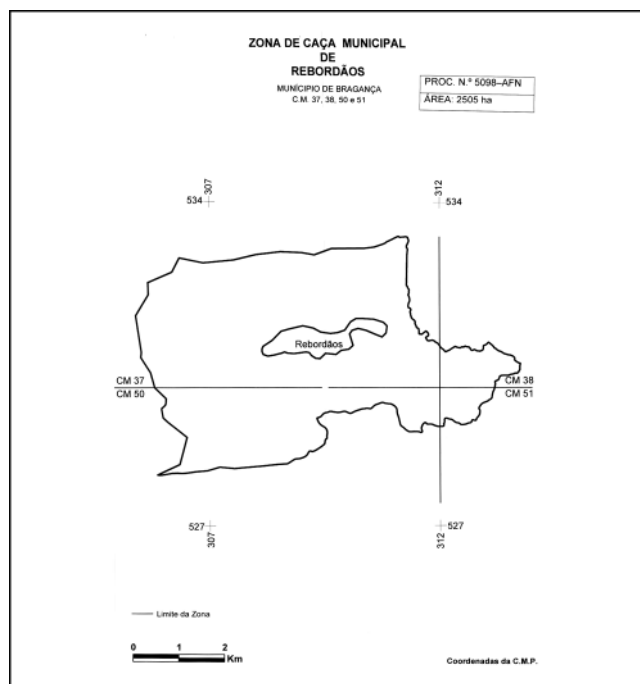 ZONA DE CAÇA MUNICIPAL
DE
REBORDÃOS
MUNÍCIPIO DE BRAGANÇA
C.M. 37, 38, 50 e 51
PROC. N.º 5098–AFN
ÁREA: 2505 ha
307
312
534
534
Rebordãos
CM 37
CM 38
CM 50
CM 51
527
527
307
312
Limite da Zona
0 1 2
Km
Coordenadas da C.M.P.